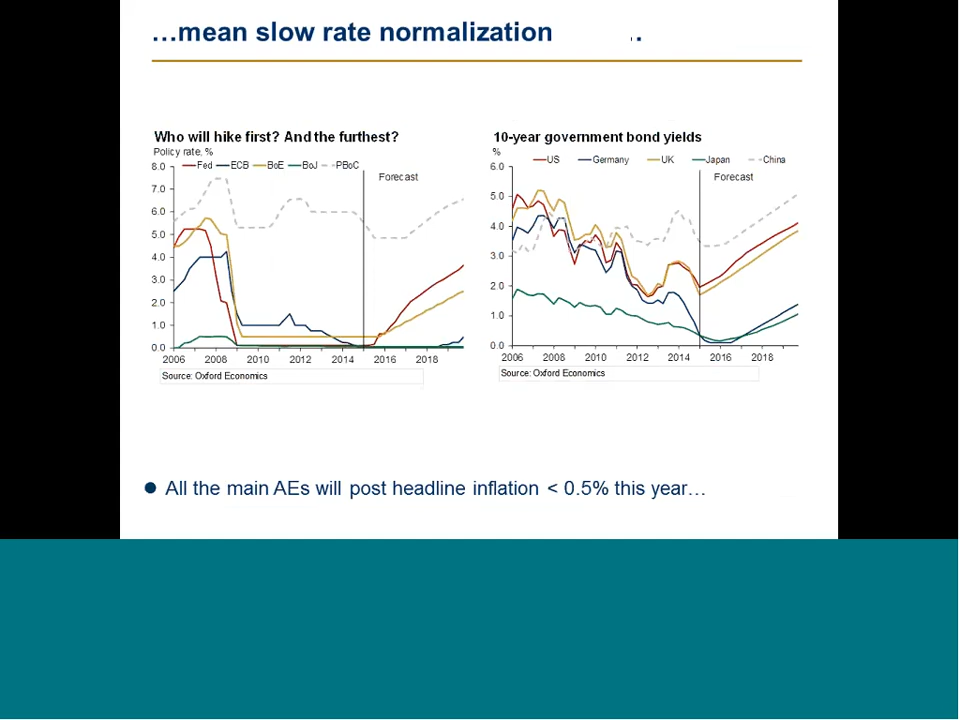 …mean slow rate normalization .
Who will hike first? And the furthest?
Policy rate, %
Fed ECB BoE BoJ PBoC
Forecast
8.0
7.0
6.0
5.0
4.0
3.0
2.0
1.0
0.0
2006 2008 2010 2012 2014 2016 2018
Source: Oxford Economics
10-year government bond yields
%
US Germany UK Japan China
Forecast
6.0
5.0
4.0
3.0
2.0
1.0
0.0
2006 2008 2010 2012 2014 2016 2018
Source: Oxford Economics
● All the main AEs will post headline inflation < 0.5% this year…